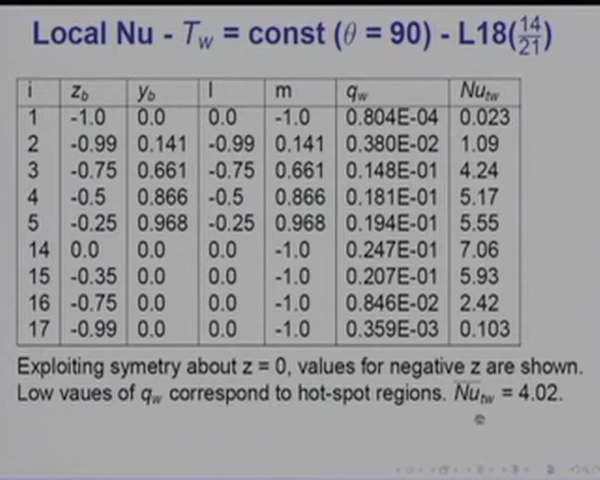 Local Nu - Tw = const (θ = 90) - L18(14/21)
i zb yb l m qw Nutw
1 -1.0 0.0 0.0 -1.0 0.804E-04 0.023
2 -0.99 0.141 -0.99 0.141 0.380E-02 1.09
3 -0.75 0.661 -0.75 0.661 0.148E-01 4.24
4 -0.5 0.866 -0.5 0.866 0.181E-01 5.17
5 -0.25 0.968 -0.25 0.968 0.194E-01 5.55
14 0.0 0.0 0.0 -1.0 0.247E-01 7.06
15 -0.35 0.0 0.0 -1.0 0.207E-01 5.93
16 -0.75 0.0 0.0 -1.0 0.846E-02 2.42
17 -0.99 0.0 0.0 -1.0 0.359E-03 0.103
Exploiting symetry about z = 0, values for negative z are shown.
Low vaues of qw correspond to hot-spot regions. N̅u̅tw = 4.02.